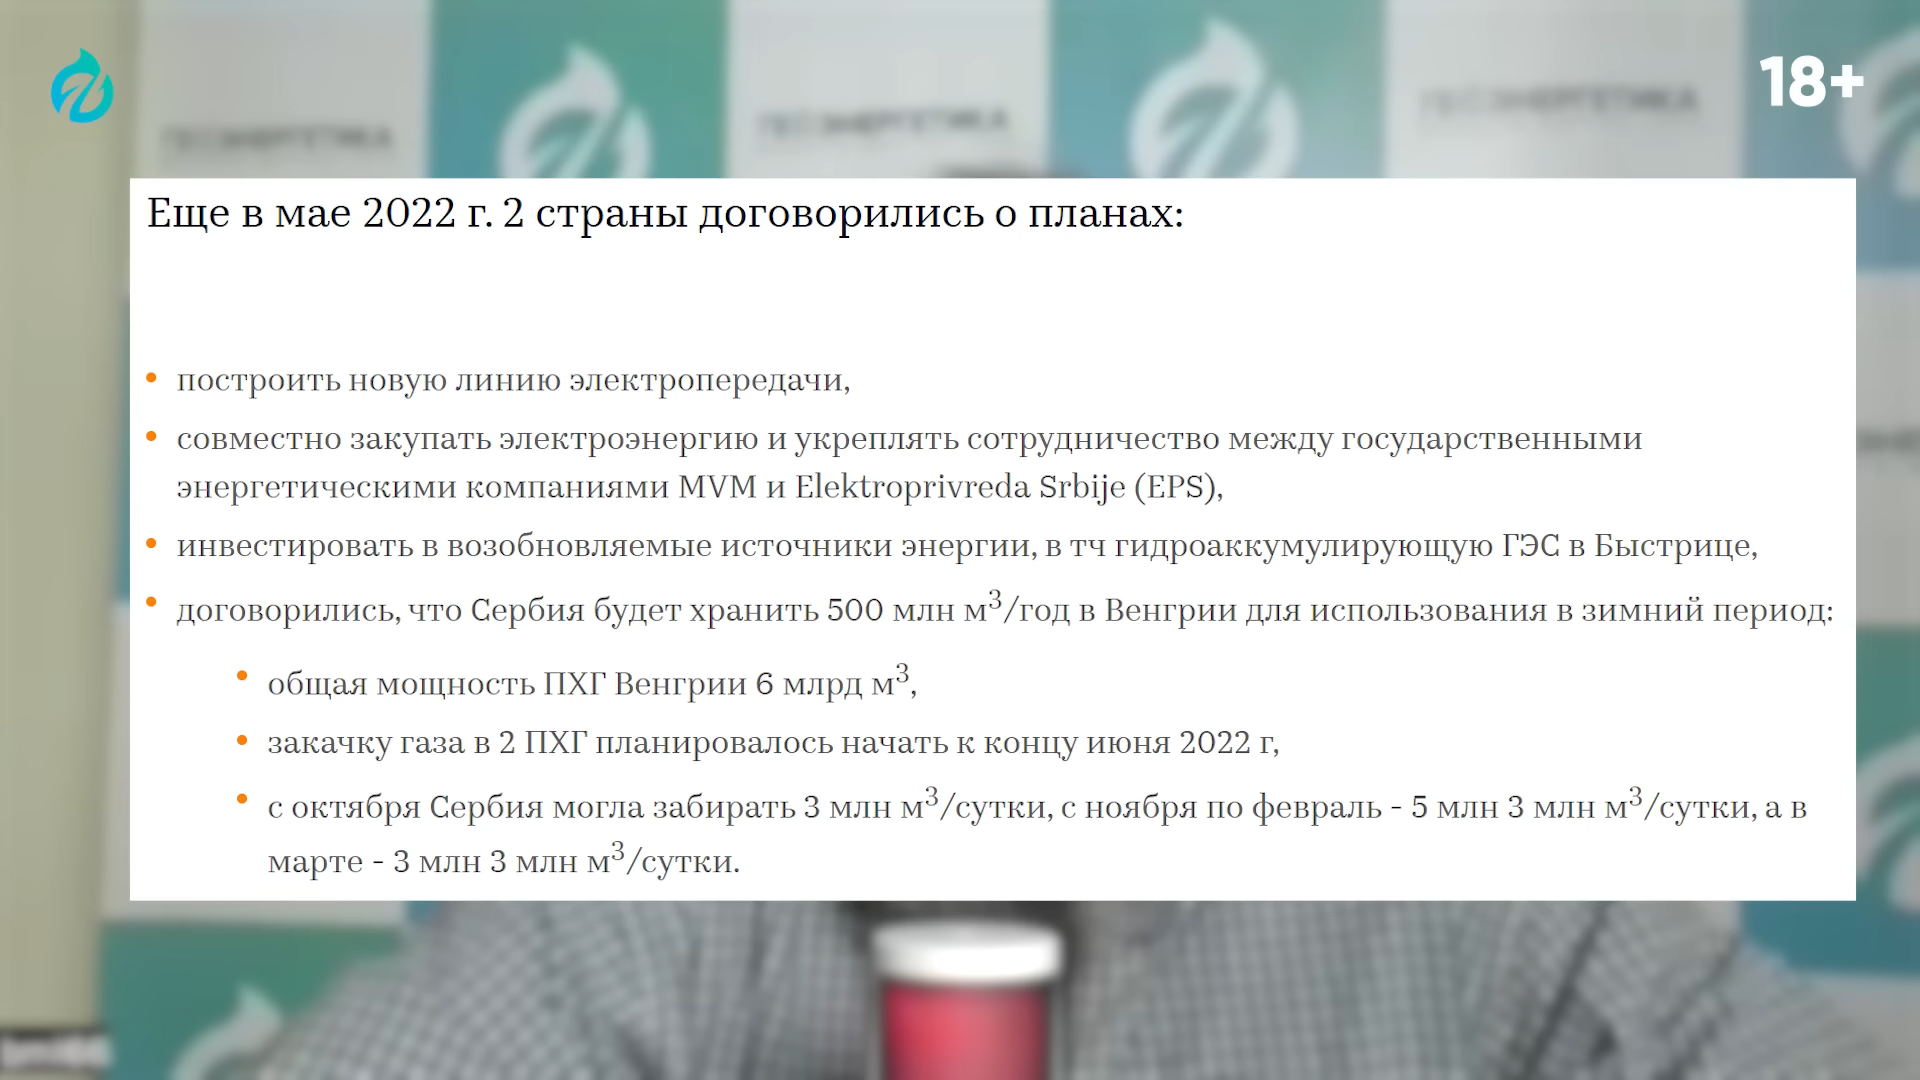 18+
ГЕОЭНЕРГЕТИКА
ГЕОЭНЕРГЕТИКА
ГЕОЭНЕРГЕТИКА
Еще в мае 2022 г. 2 страны договорились о планах:
• построить новую линию электропередачи,
• совместно закупать электроэнергию и укреплять сотрудничество между государственными
энергетическими компаниями MVM и Elektroprivreda Srbije (EPS),
• инвестировать в возобновляемые источники энергии, в тч гидроаккумулирующую ГЭС в Быстрице,
• договорились, что Сербия будет хранить 500 млн м³/год в Венгрии для использования в зимний период:
• общая мощность ПХГ Венгрии 6 млрд м³,
• закачку газа в 2 ПХГ планировалось начать к концу июня 2022 г,
• с октября Сербия могла забирать 3 млн м³/сутки, с ноября по февраль - 5 млн 3 млн м³/сутки, а в
марте - 3 млн 3 млн м³/сутки.